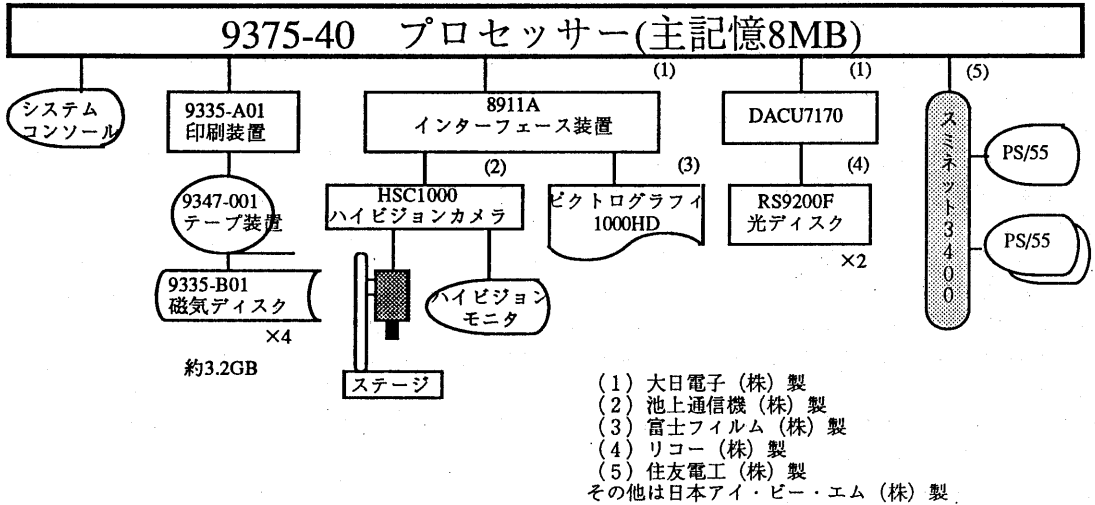 9375-40　プロセッサー(主記憶8MB)
(1)
(1)
(5)
システム
コンソール
9335-A01
印刷装置
8911A
インターフェース装置
DACU7170
スミネット3400
PS/55
9347-001
テープ装置
(2)
(3)
(4)
HSC1000
ハイビジョンカメラ
ピクトログラフィ
1000HD
RS9200F
光ディスク
×2
PS/55
9335-B01
磁気ディスク
×4
約3.2GB
ハイビジョン
モニタ
ステージ
(1) 大日電子 (株) 製
(2) 池上通信機 (株) 製
(3) 富士フィルム (株) 製
(4) リコー (株) 製
(5) 住友電工 (株) 製
その他は日本アイ・ビー・エム (株) 製